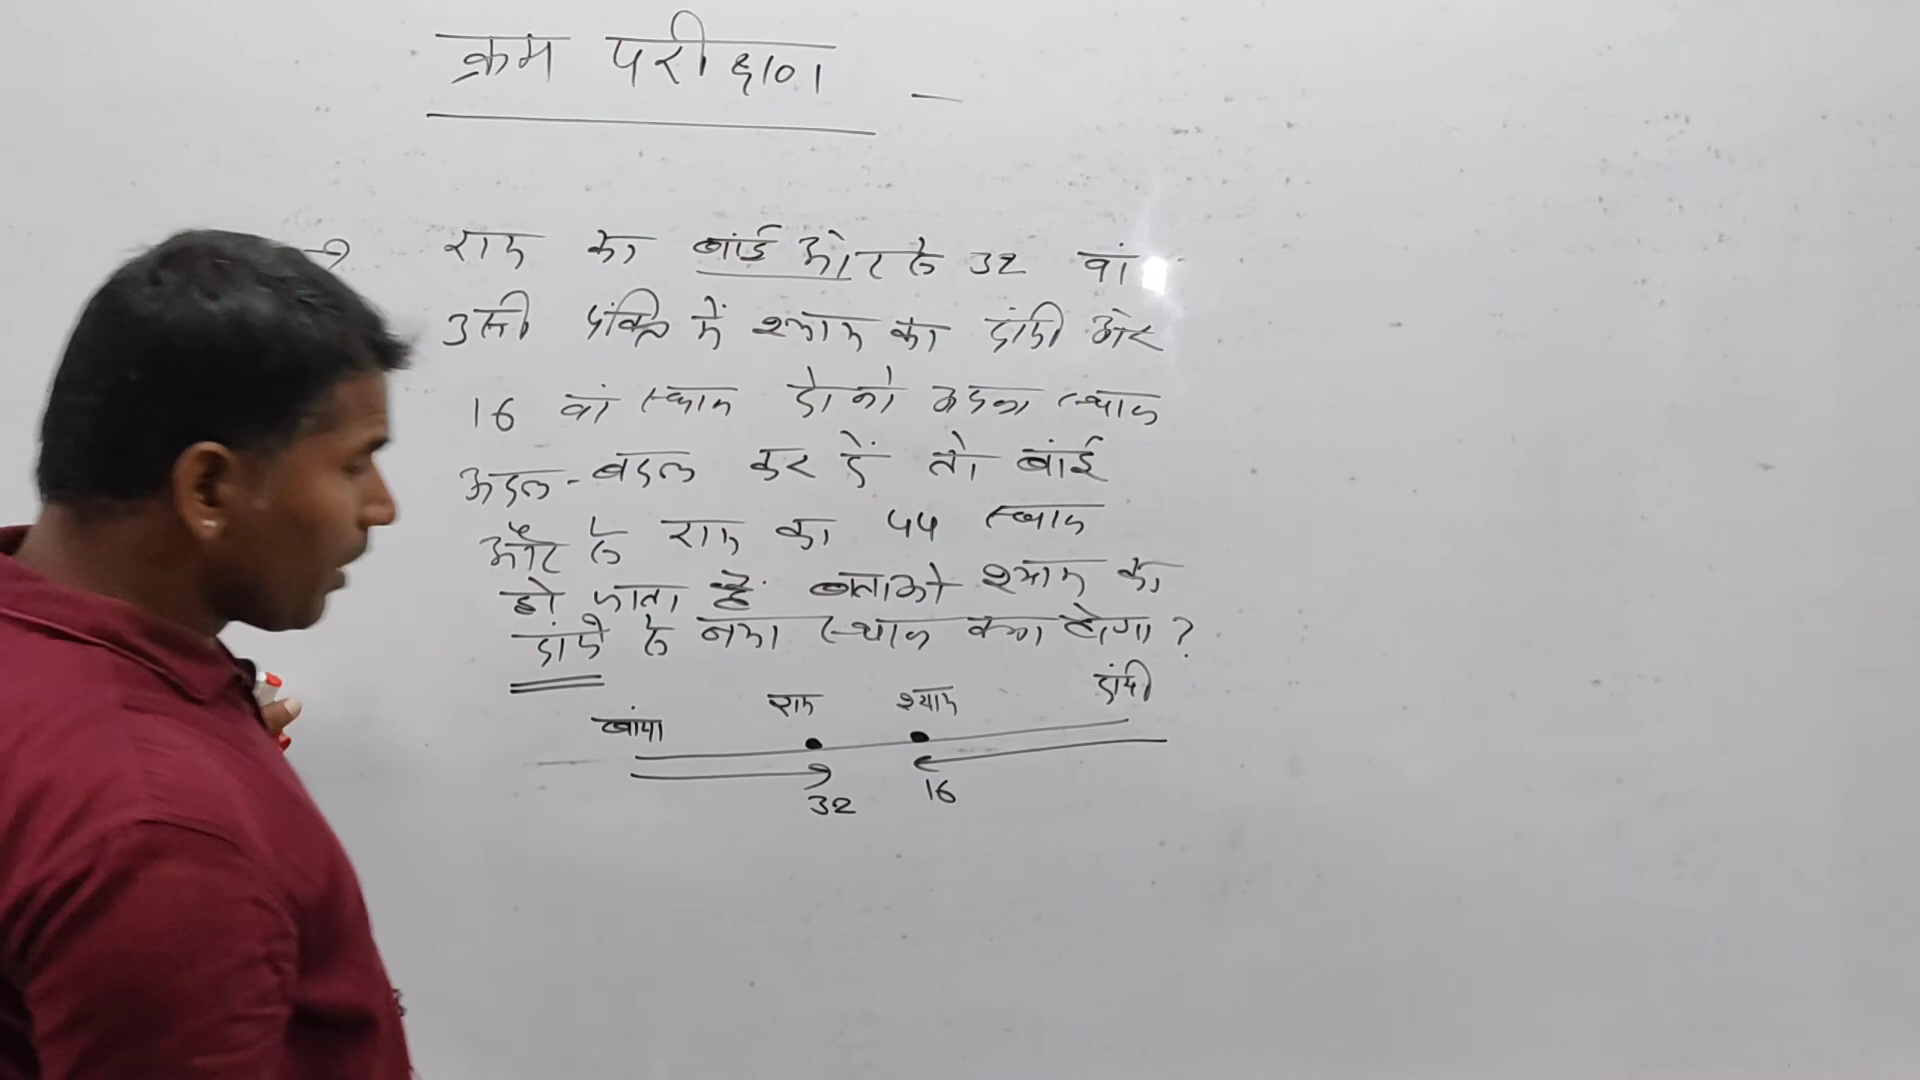 क्रम परीक्षण -
राम का बांई ओर से 32 वां
उसी पंक्ति में श्याम का दांयी ओर
16 वां स्थान दोनो अपना स्थान
अदल-बदल कर दें तो बांई
ओर से राम का 44 स्थान
हो जाता है बताओ श्याम का
दांये से नया स्थान क्या होगा ?
बांया राम श्याम दांयी
32 16